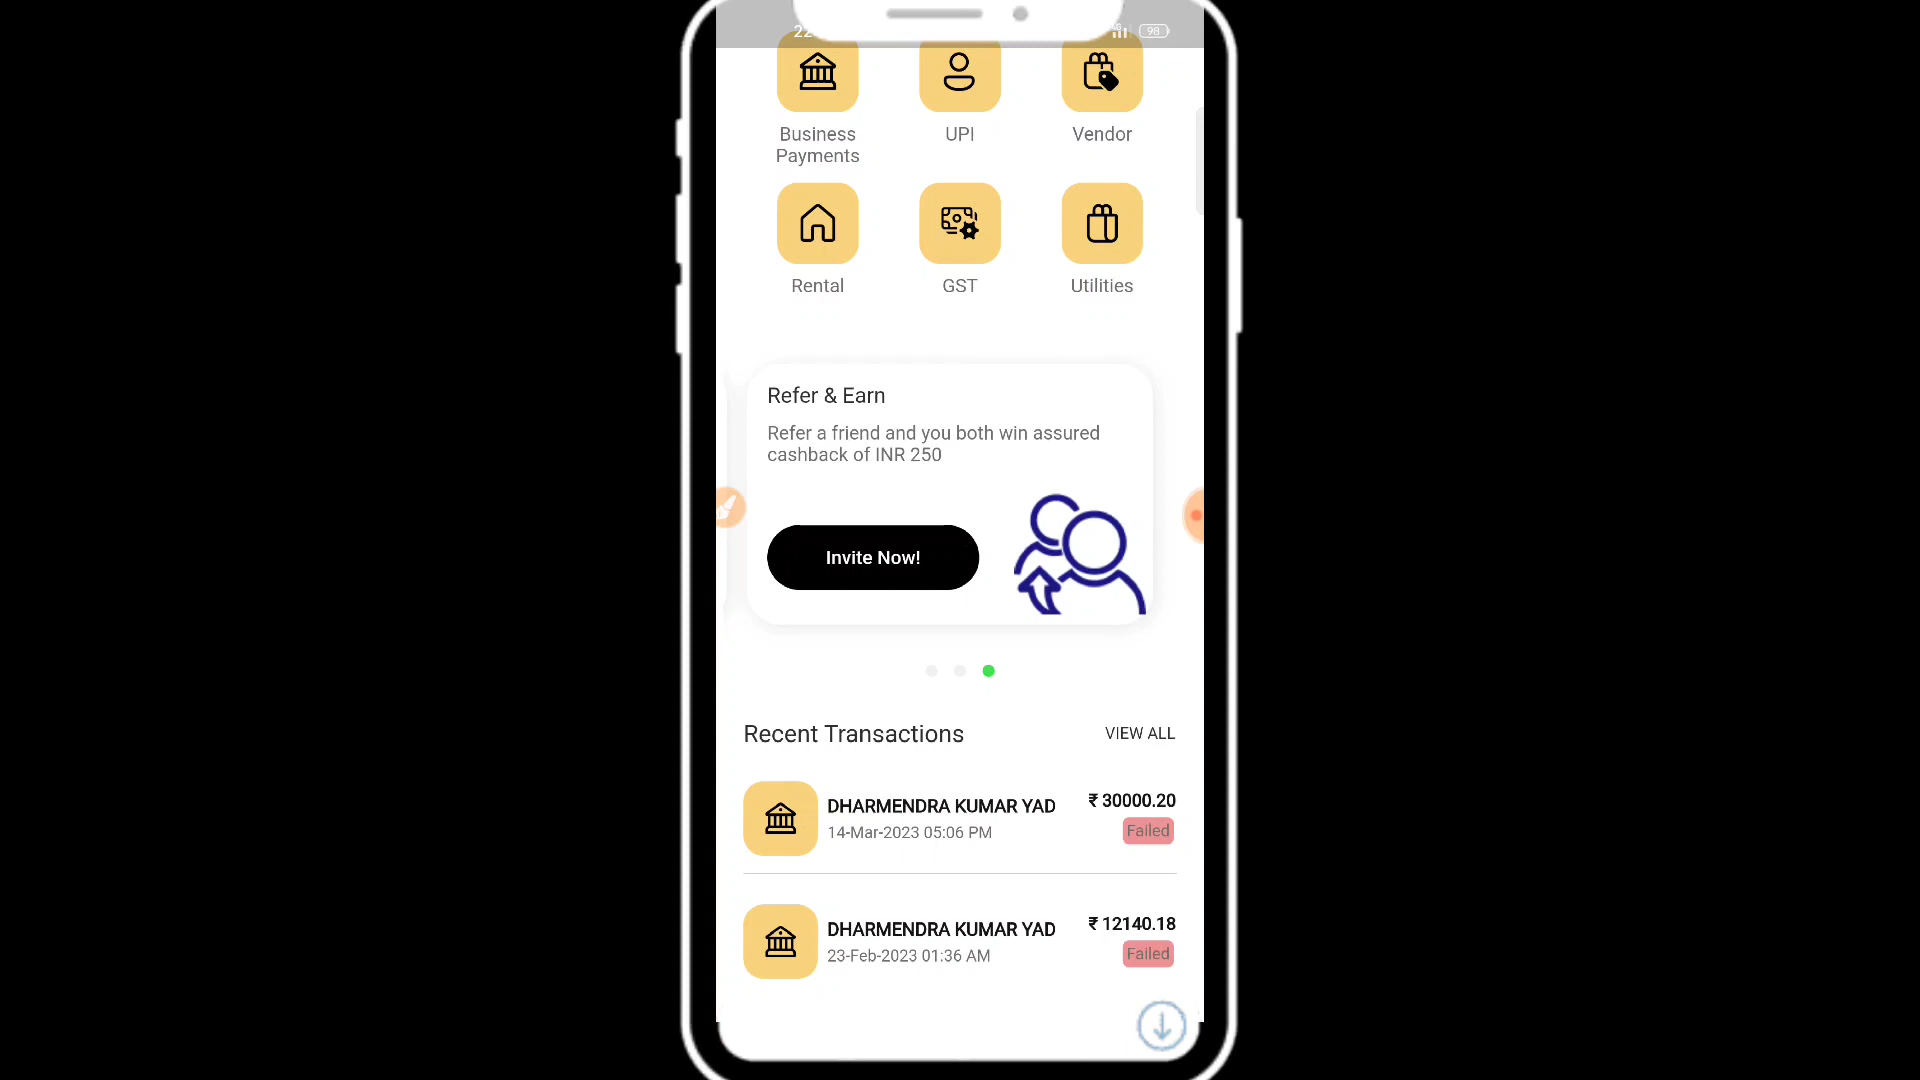 98
Business
Payments
UPI
Vendor
Rental
GST
Utilities
Refer & Earn
Refer a friend and you both win assured
cashback of INR 250
Invite Now!
Recent Transactions
VIEW ALL
DHARMENDRA KUMAR YAD
₹ 30000.20
14-Mar-2023 05:06 PM
Failed
DHARMENDRA KUMAR YAD
₹ 12140.18
23-Feb-2023 01:36 AM
Failed